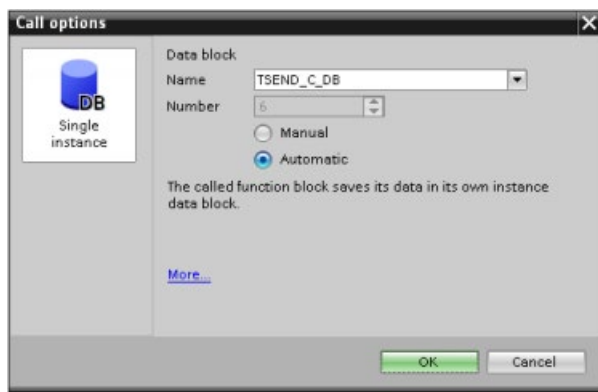 Call options
Data block
Name TSEND_C_DB
Number 6
Manual
Automatic
DB
Single
instance
The called function block saves its data in its own instance
data block.
More...
OK Cancel